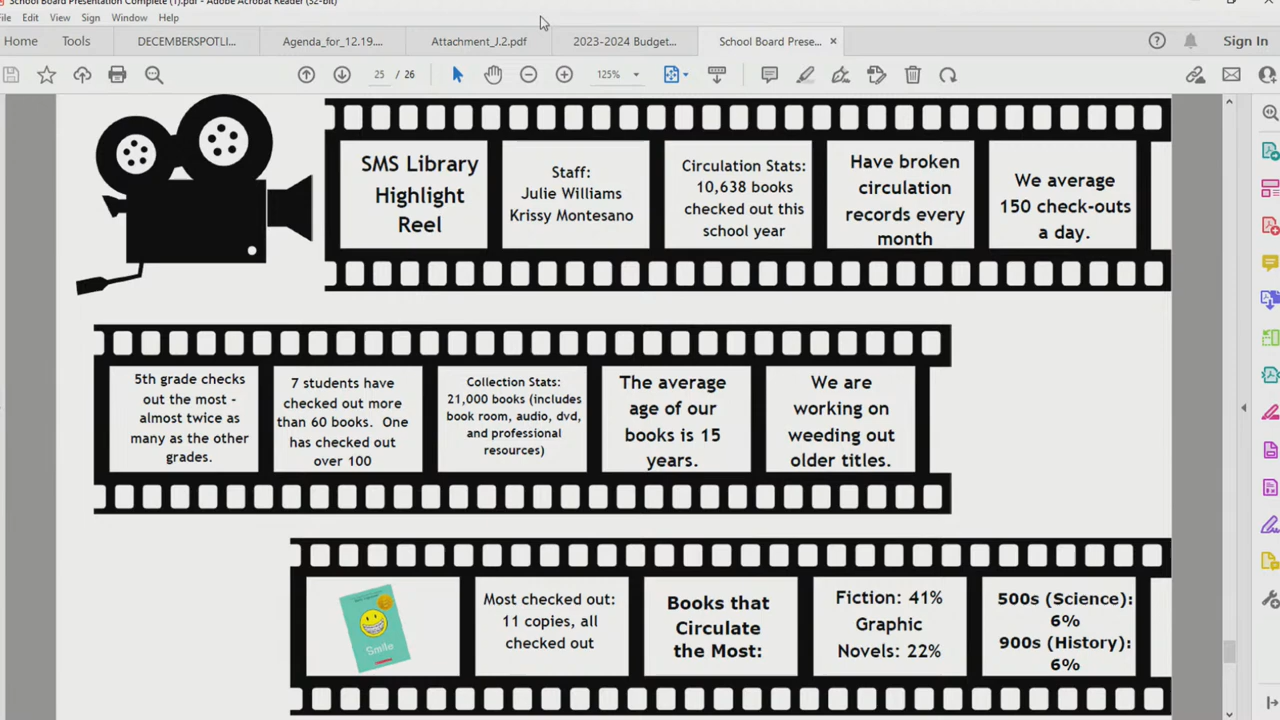 School Board Presentation Complete (1).pdf - Adobe Acrobat Reader (32-bit)
File Edit View Sign Window Help
Home Tools DECEMBERSPOTLI... Agenda_for_12.19.... Attachment_J.2.pdf 2023-2024 Budget... School Board Prese... × Sign In
25 / 26 125%
SMS Library
Highlight
Reel
Staff:
Julie Williams
Krissy Montesano
Circulation Stats:
10,638 books
checked out this
school year
Have broken
circulation
records every
month
We average
150 check-outs
a day.
5th grade checks
out the most -
almost twice as
many as the other
grades.
7 students have
checked out more
than 60 books. One
has checked out
over 100
Collection Stats:
21,000 books (includes
book room, audio, dvd,
and professional
resources)
The average
age of our
books is 15
years.
We are
working on
weeding out
older titles.
Smile
Most checked out:
11 copies, all
checked out
Books that
Circulate
the Most:
Fiction: 41%
Graphic
Novels: 22%
500s (Science):
6%
900s (History):
6%